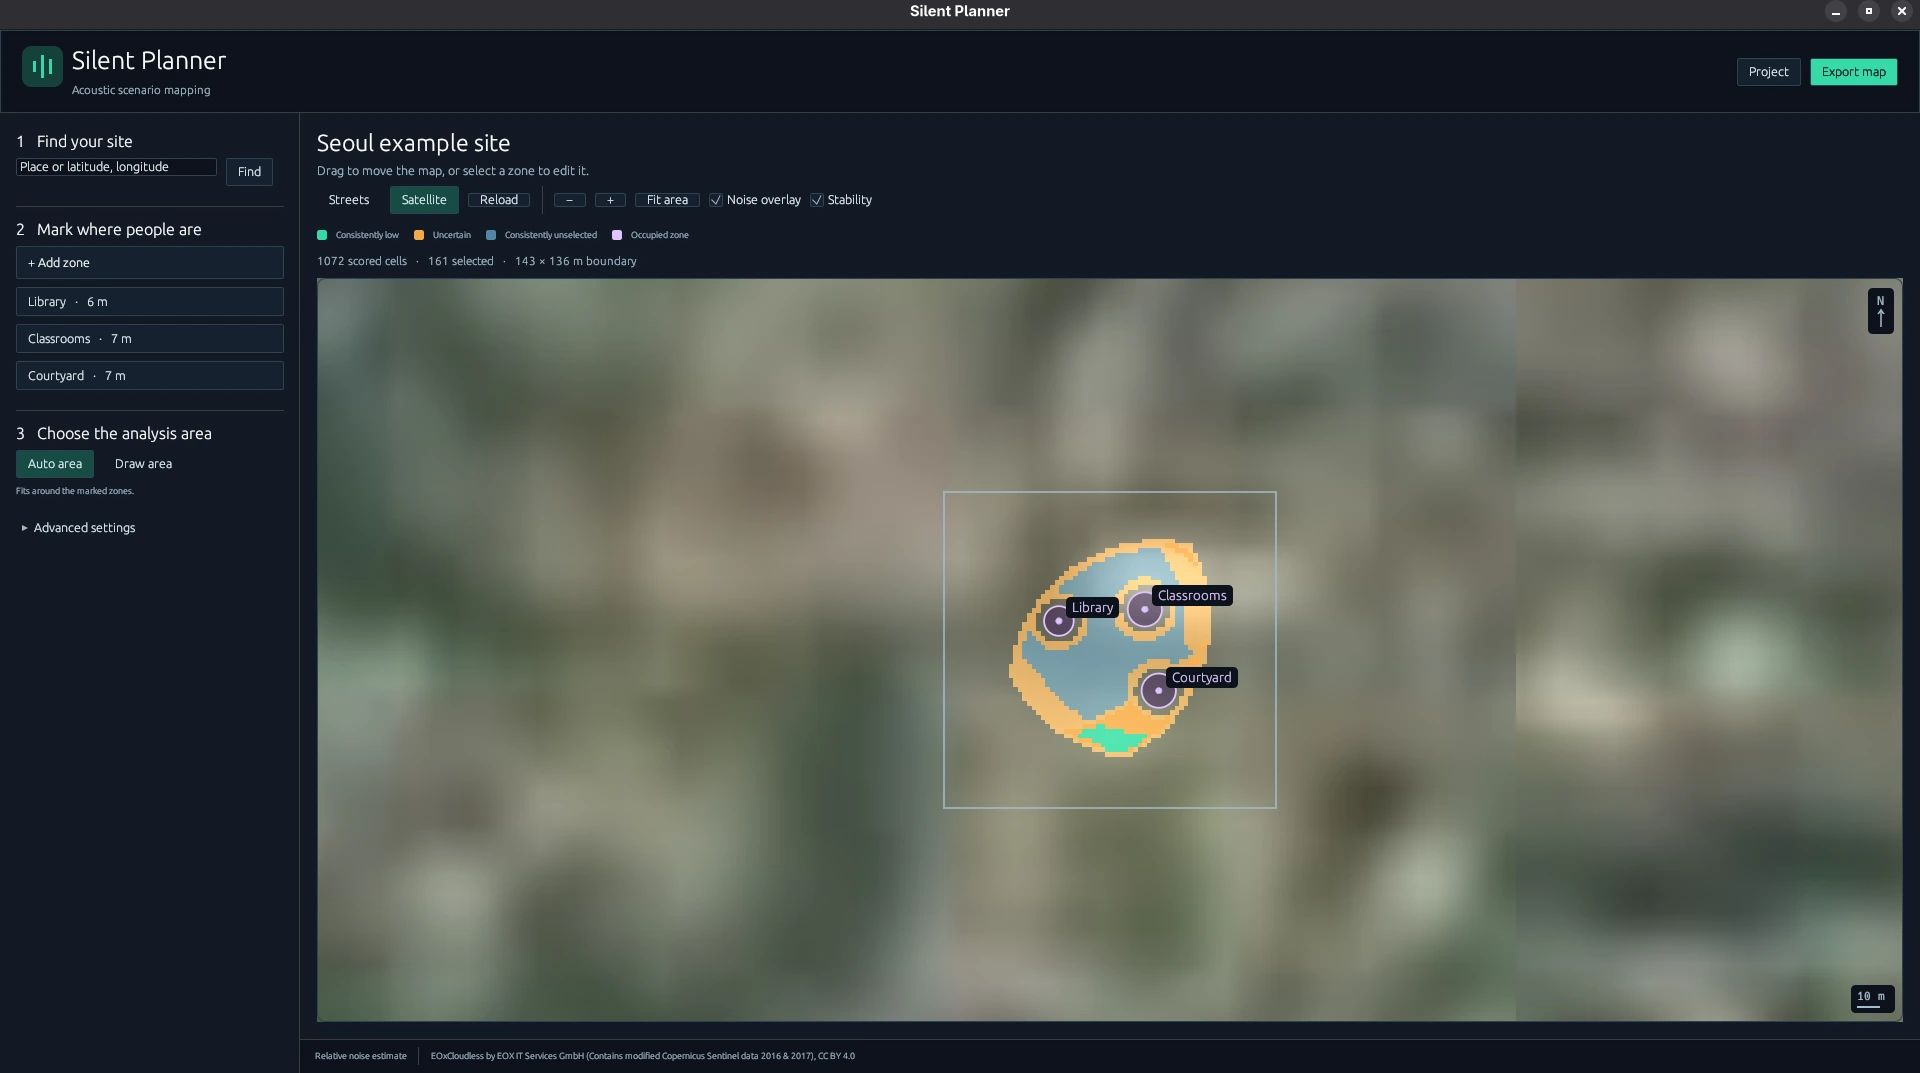 Silent Planner
Silent Planner
Acoustic scenario mapping
Project
Export map
1 Find your site
Place or latitude, longitude
Find
2 Mark where people are
+ Add zone
Library · 6 m
Classrooms · 7 m
Courtyard · 7 m
3 Choose the analysis area
Auto area
Draw area
Fits around the marked zones.
Advanced settings
Seoul example site
Drag to move the map, or select a zone to edit it.
Streets
Satellite
Reload
−
+
Fit area
Noise overlay
Stability
Consistently low
Uncertain
Consistently unselected
Occupied zone
1072 scored cells · 161 selected · 143 × 136 m boundary
N
Library
Classrooms
Courtyard
10 m
Relative noise estimate
EOxCloudless by EOX IT Services GmbH (Contains modified Copernicus Sentinel data 2016 & 2017), CC BY 4.0